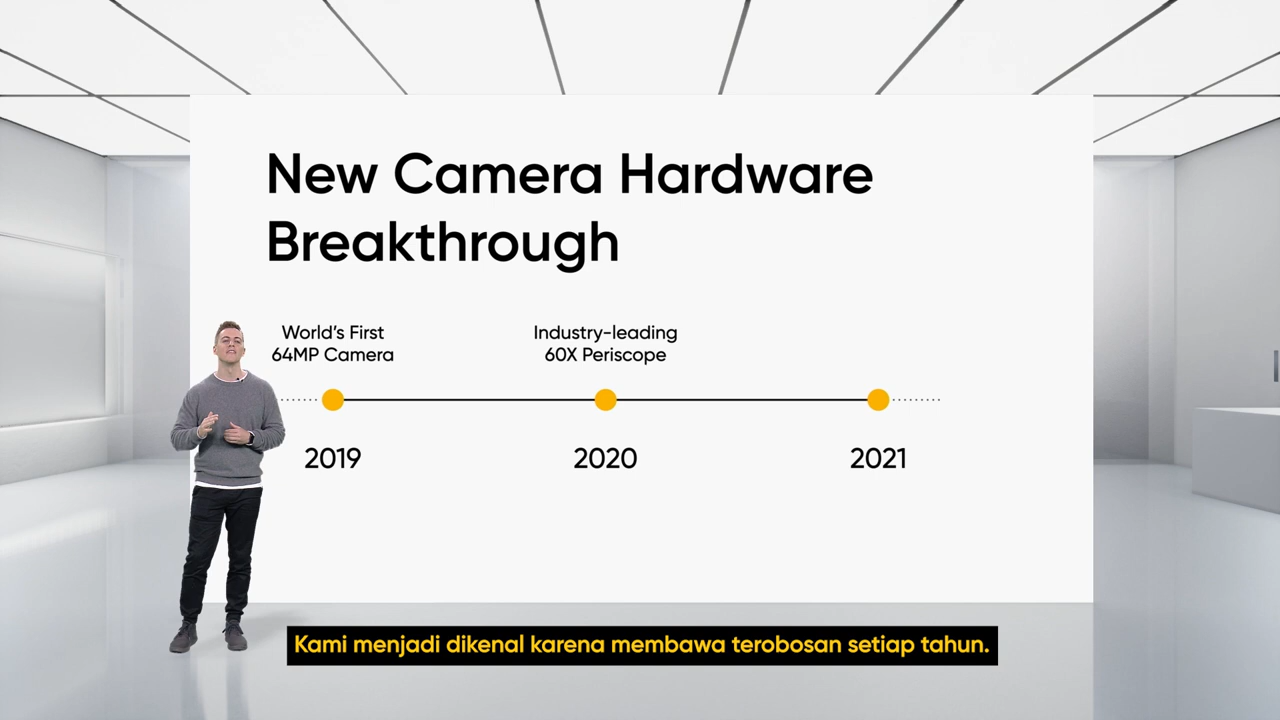 New Camera Hardware
Breakthrough
World's First
64MP Camera
Industry-leading
60X Periscope
2019
2020
2021
Kami menjadi dikenal karena membawa terobosan setiap tahun.